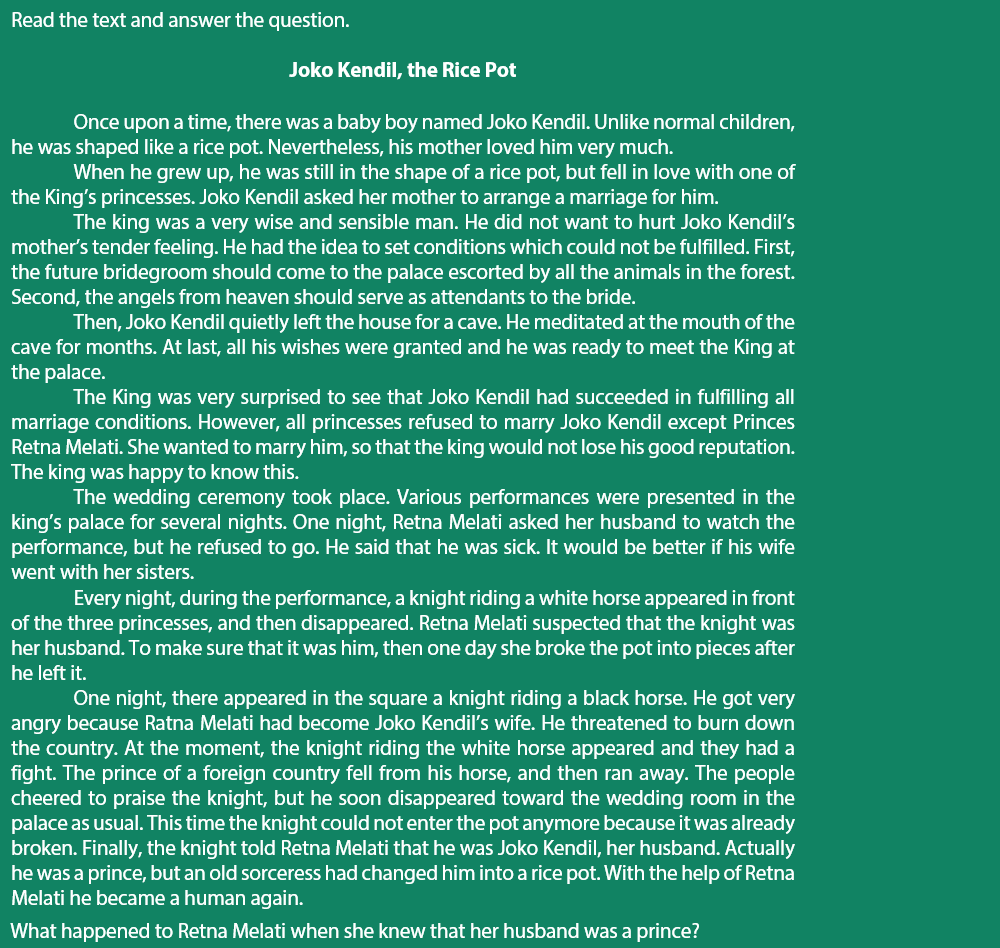 Read the text and answer the question.
Joko Kendil, the Rice Pot
Once upon a time, there was a baby boy named Joko Kendil. Unlike normal children,
he was shaped like a rice pot. Nevertheless, his mother loved him very much.
When he grew up, he was still in the shape of a rice pot, but fell in love with one of
the King’s princesses. Joko Kendil asked her mother to arrange a marriage for him.
The king was a very wise and sensible man. He did not want to hurt Joko Kendil’s
mother’s tender feeling. He had the idea to set conditions which could not be fulfilled. First,
the future bridegroom should come to the palace escorted by all the animals in the forest.
Second, the angels from heaven should serve as attendants to the bride.
Then, Joko Kendil quietly left the house for a cave. He meditated at the mouth of the
cave for months. At last, all his wishes were granted and he was ready to meet the King at
the palace.
The King was very surprised to see that Joko Kendil had succeeded in fulfilling all
marriage conditions. However, all princesses refused to marry Joko Kendil except Princes
Retna Melati. She wanted to marry him, so that the king would not lose his good reputation.
The king was happy to know this.
The wedding ceremony took place. Various performances were presented in the
king’s palace for several nights. One night, Retna Melati asked her husband to watch the
performance, but he refused to go. He said that he was sick. It would be better if his wife
went with her sisters.
Every night, during the performance, a knight riding a white horse appeared in front
of the three princesses, and then disappeared. Retna Melati suspected that the knight was
her husband. To make sure that it was him, then one day she broke the pot into pieces after
he left it.
One night, there appeared in the square a knight riding a black horse. He got very
angry because Ratna Melati had become Joko Kendil’s wife. He threatened to burn down
the country. At the moment, the knight riding the white horse appeared and they had a
fight. The prince of a foreign country fell from his horse, and then ran away. The people
cheered to praise the knight, but he soon disappeared toward the wedding room in the
palace as usual. This time the knight could not enter the pot anymore because it was already
broken. Finally, the knight told Retna Melati that he was Joko Kendil, her husband. Actually
he was a prince, but an old sorceress had changed him into a rice pot. With the help of Retna
Melati he became a human again.
What happened to Retna Melati when she knew that her husband was a prince?